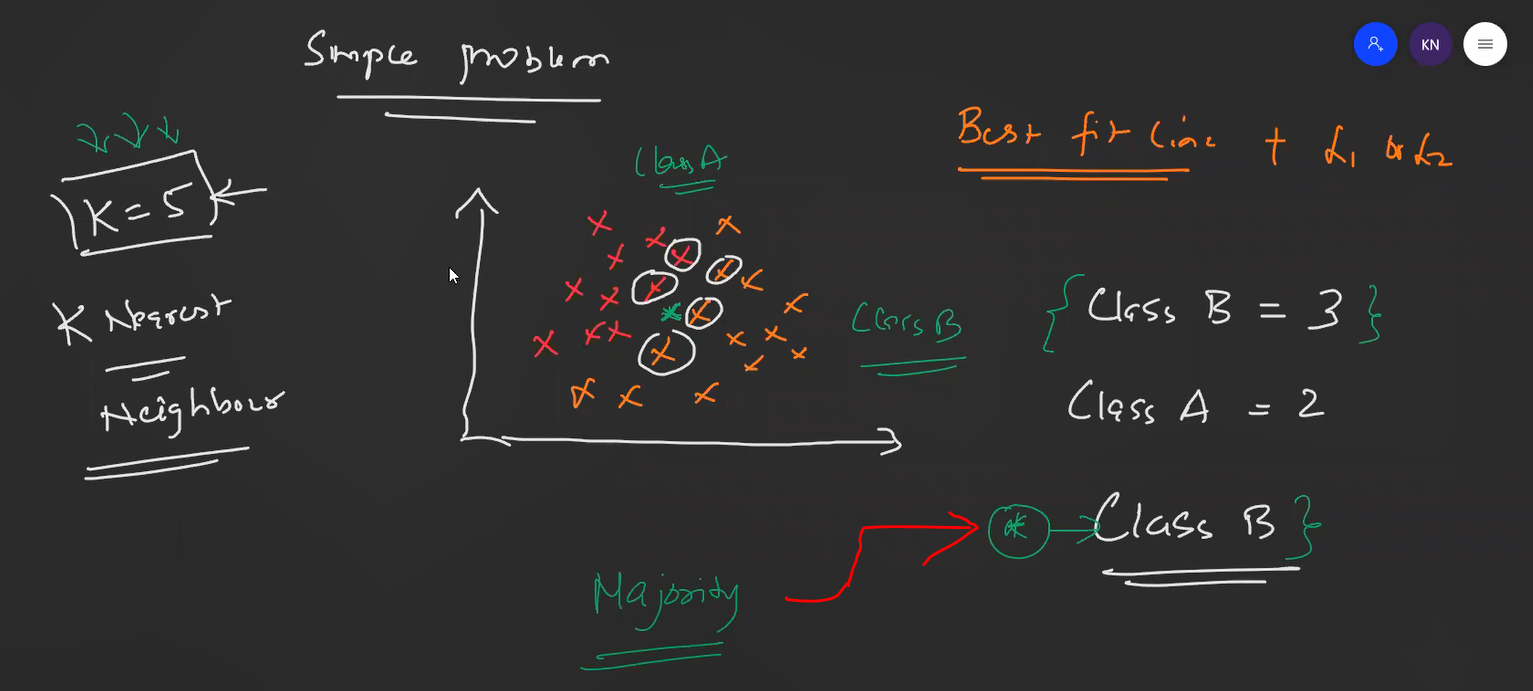 Simple problem
KN
Best fit line + L1 or L2
Class A
K = 5
K Nearest
Neighbour
Class B
Class B = 3
Class A = 2
* → Class B
Majority